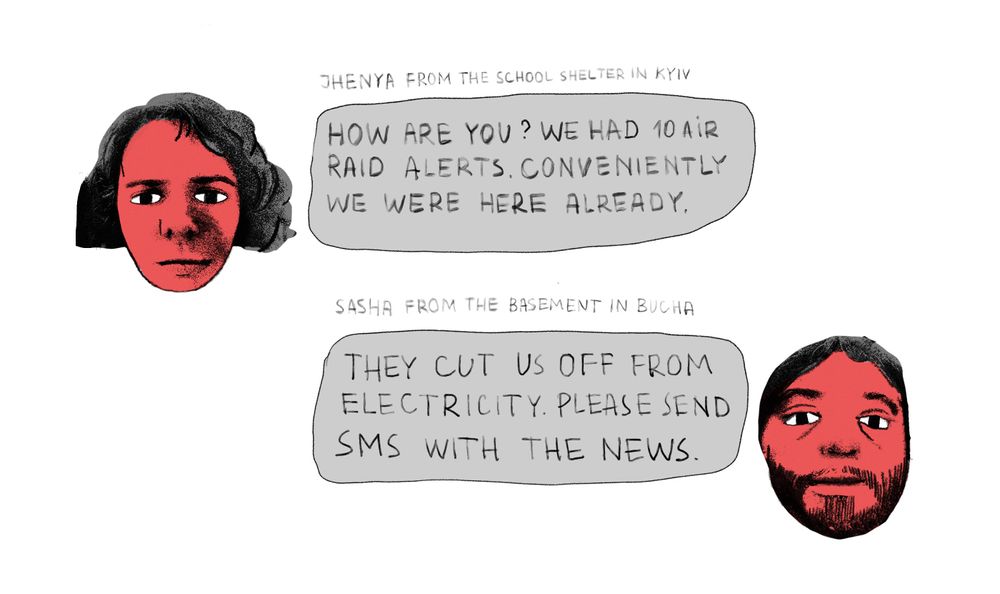 JHENYA FROM THE SCHOOL SHELTER IN KYIV
HOW ARE YOU? WE HAD 10 AiR
RAID ALERTS. CONVENIENTLY
WE WERE HERE ALREADY.
SASHA FROM THE BASEMENT IN BUCHA
THEY CUT US OFF FROM
ELECTRICITY. PLEASE SEND
SMS WITH THE NEWS.